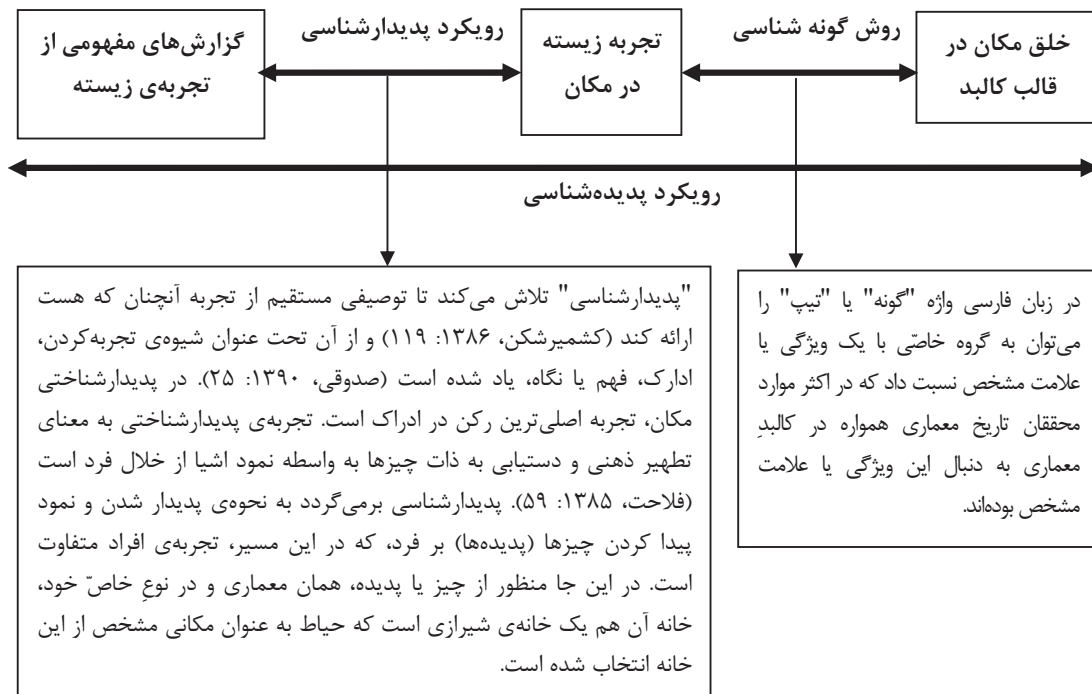 خلق مکان در
قالب کالبد
روش گونه شناسی
تجربه زیسته
در مکان
رویکرد پدیدارشناسی
گزارش‌های مفهومی از
تجربه‌ی زیسته
رویکرد پدیده‌شناسی
در زبان فارسی واژه "گونه" یا "تیپ" را
می‌توان به گروه خاصّی با یک ویژگی یا
علامت مشخص نسبت داد که در اکثر موارد
محققان تاریخ معماری همواره در کالبدِ
معماری به دنبال این ویژگی یا علامت
مشخص بوده‌اند.
"پدیدارشناسی" تلاش می‌کند تا توصیفی مستقیم از تجربه آنچنان که هست
ارائه کند (کشمیرشکن، ۱۳۸۶: ۱۱۹) و از آن تحت عنوان شیوه‌ی تجربه‌کردن،
ادارک، فهم یا نگاه، یاد شده است (صدوقی، ۱۳۹۰: ۲۵). در پدیدارشناختی
مکان، تجربه اصلی‌ترین رکن در ادراک است. تجربه‌ی پدیدارشناختی به معنای
تطهیر ذهنی و دستیابی به ذات چیزها به واسطه نمود اشیا از خلال فرد است
(فلاحت، ۱۳۸۵: ۵۹). پدیدارشناسی برمی‌گردد به نحوه‌ی پدیدار شدن و نمود
پیدا کردن چیزها (پدیده‌ها) بر فرد، که در این مسیر، تجربه‌ی افراد متفاوت
است. در این جا منظور از چیز یا پدیده، همان معماری و در نوعِ خاصّ خود،
خانه آن هم یک خانه‌ی شیرازی است که حیاط به عنوان مکانی مشخص از این
خانه انتخاب شده است.